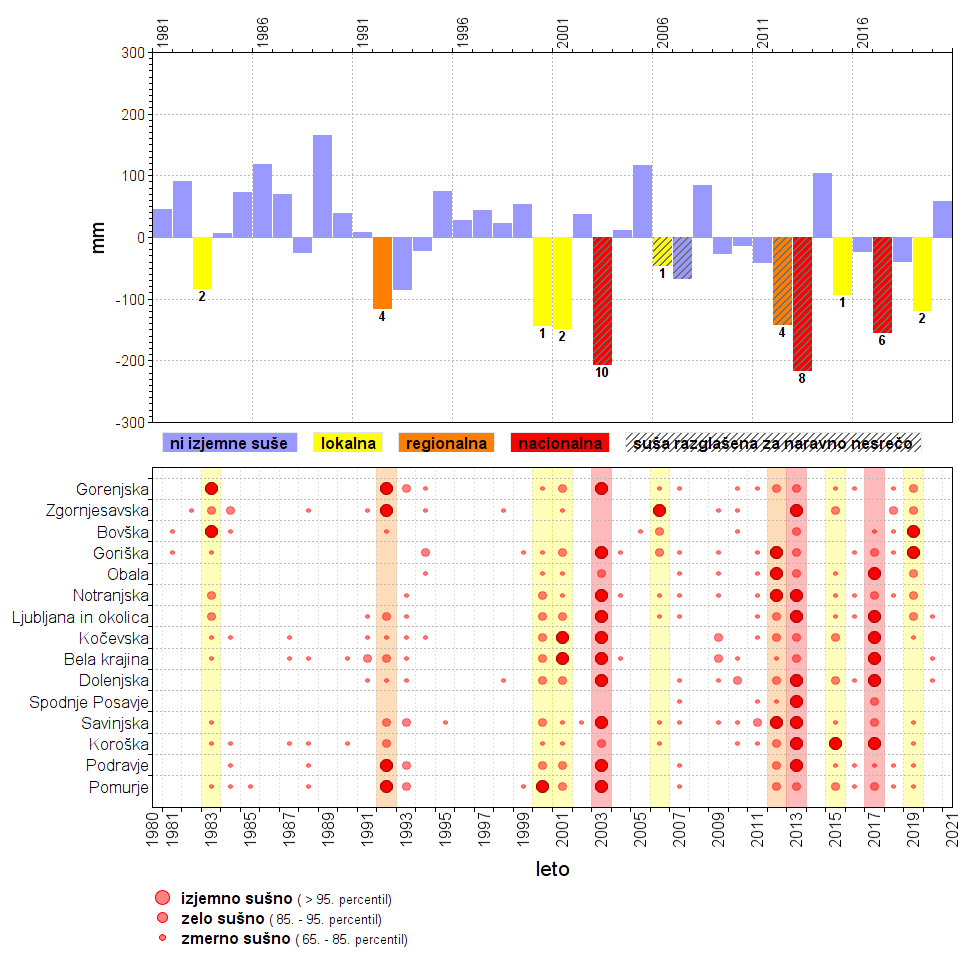 1981 1986 1991 1996 2001 2006 2011 2016
300
200
100
0
-100
-200
-300
mm
2 4 1 2 10 1 4 8 1 6 2
ni izjemne suše lokalna regionalna nacionalna suša razglašena za naravno nesrečo
Gorenjska
Zgornjesavska
Bovška
Goriška
Obala
Notranjska
Ljubljana in okolica
Kočevska
Bela krajina
Dolenjska
Spodnje Posavje
Savinjska
Koroška
Podravje
Pomurje
1980 1981 1983 1985 1987 1989 1991 1993 1995 1997 1999 2001 2003 2005 2007 2009 2011 2013 2015 2017 2019 2021
leto
izjemno sušno ( > 95. percentil)
zelo sušno ( 85. - 95. percentil)
zmerno sušno ( 65. - 85. percentil)